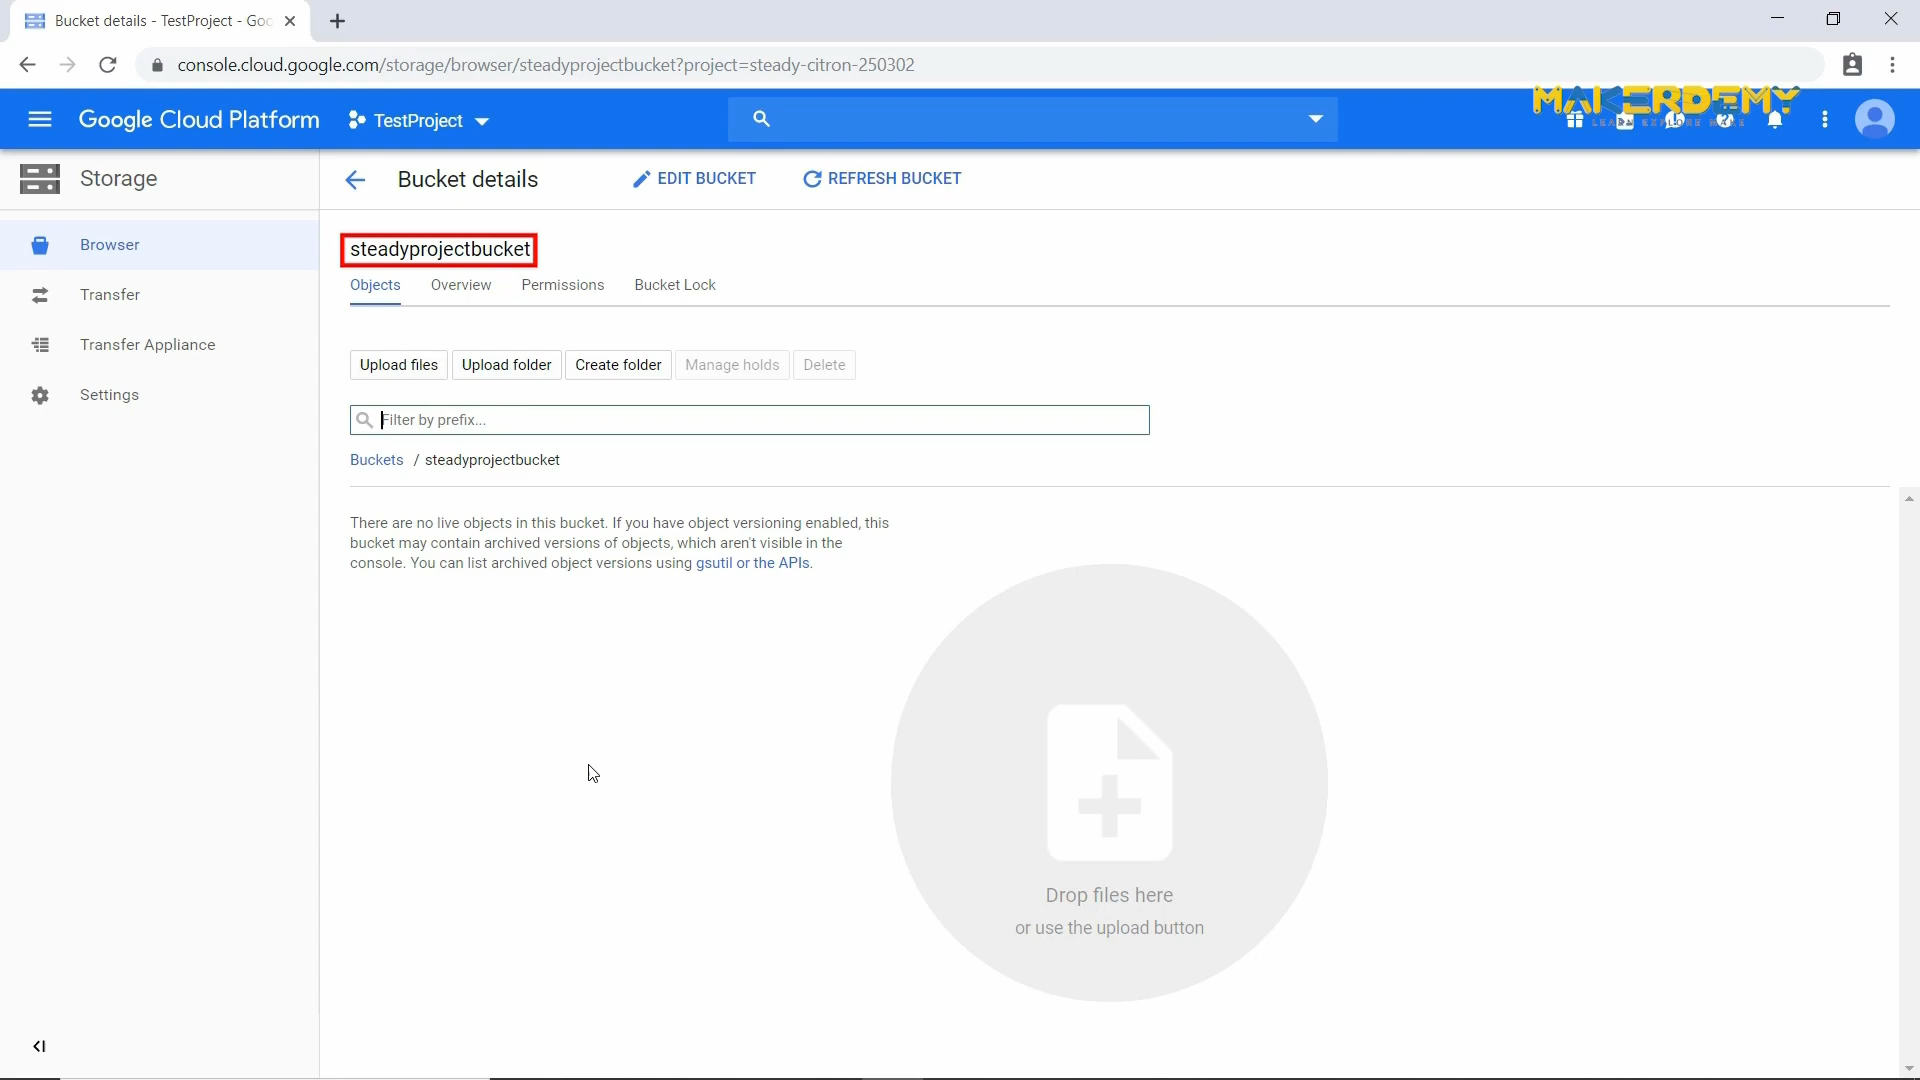 Bucket details - TestProject - Goo
console.cloud.google.com/storage/browser/steadyprojectbucket?project=steady-citron-250302
Google Cloud Platform
TestProject
MAKERDEMY
LEARN EXPLORE MAKE
Storage
Bucket details
EDIT BUCKET
REFRESH BUCKET
Browser
Transfer
Transfer Appliance
Settings
steadyprojectbucket
Objects Overview Permissions Bucket Lock
Upload files Upload folder Create folder Manage holds Delete
Filter by prefix...
Buckets / steadyprojectbucket
There are no live objects in this bucket. If you have object versioning enabled, this
bucket may contain archived versions of objects, which aren't visible in the
console. You can list archived object versions using gsutil or the APIs.
Drop files here
or use the upload button